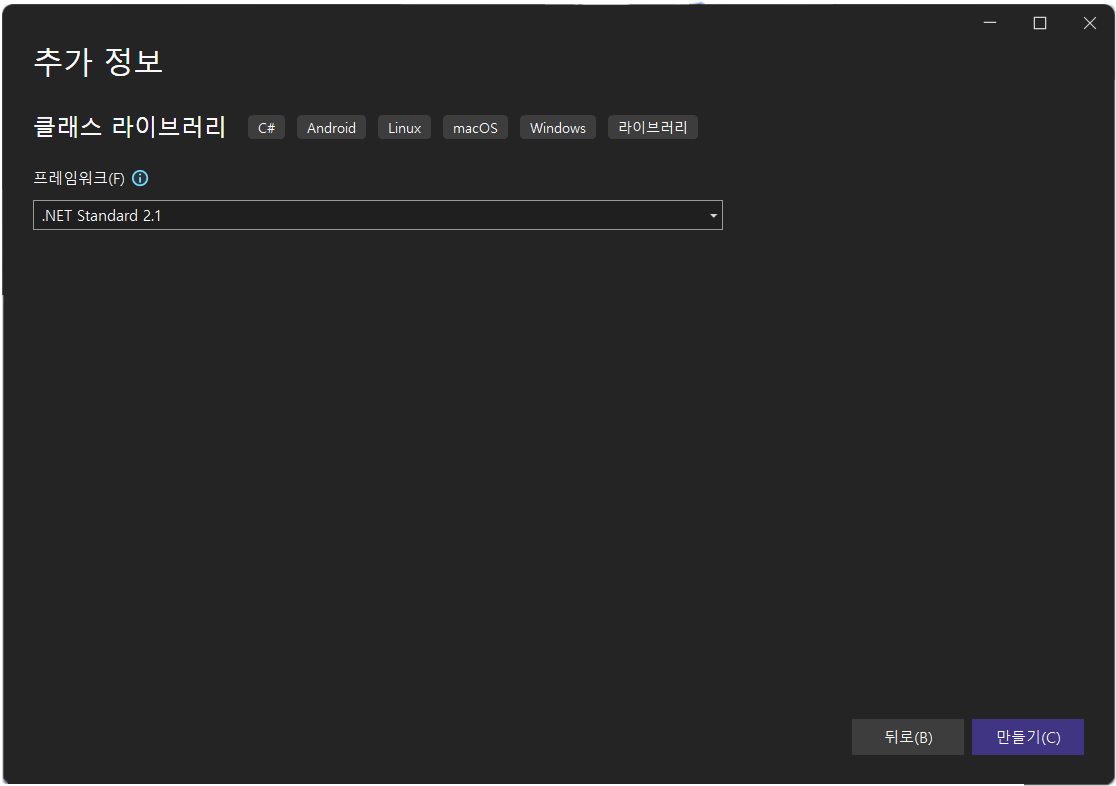 추가 정보
클래스 라이브러리 C# Android Linux macOS Windows 라이브러리
프레임워크(F)
.NET Standard 2.1
뒤로(B) 만들기(C)